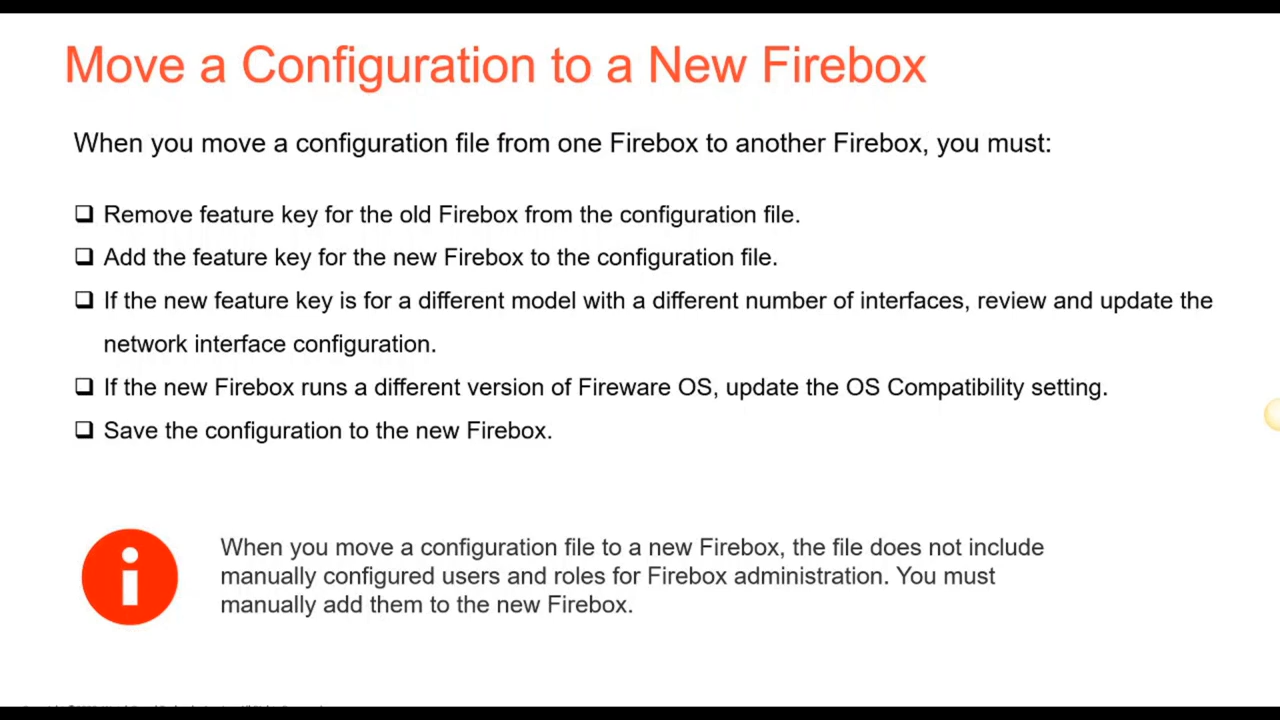 Move a Configuration to a New Firebox
When you move a configuration file from one Firebox to another Firebox, you must:
❑ Remove feature key for the old Firebox from the configuration file.
❑ Add the feature key for the new Firebox to the configuration file.
❑ If the new feature key is for a different model with a different number of interfaces, review and update the
network interface configuration.
❑ If the new Firebox runs a different version of Fireware OS, update the OS Compatibility setting.
❑ Save the configuration to the new Firebox.
When you move a configuration file to a new Firebox, the file does not include
manually configured users and roles for Firebox administration. You must
manually add them to the new Firebox.